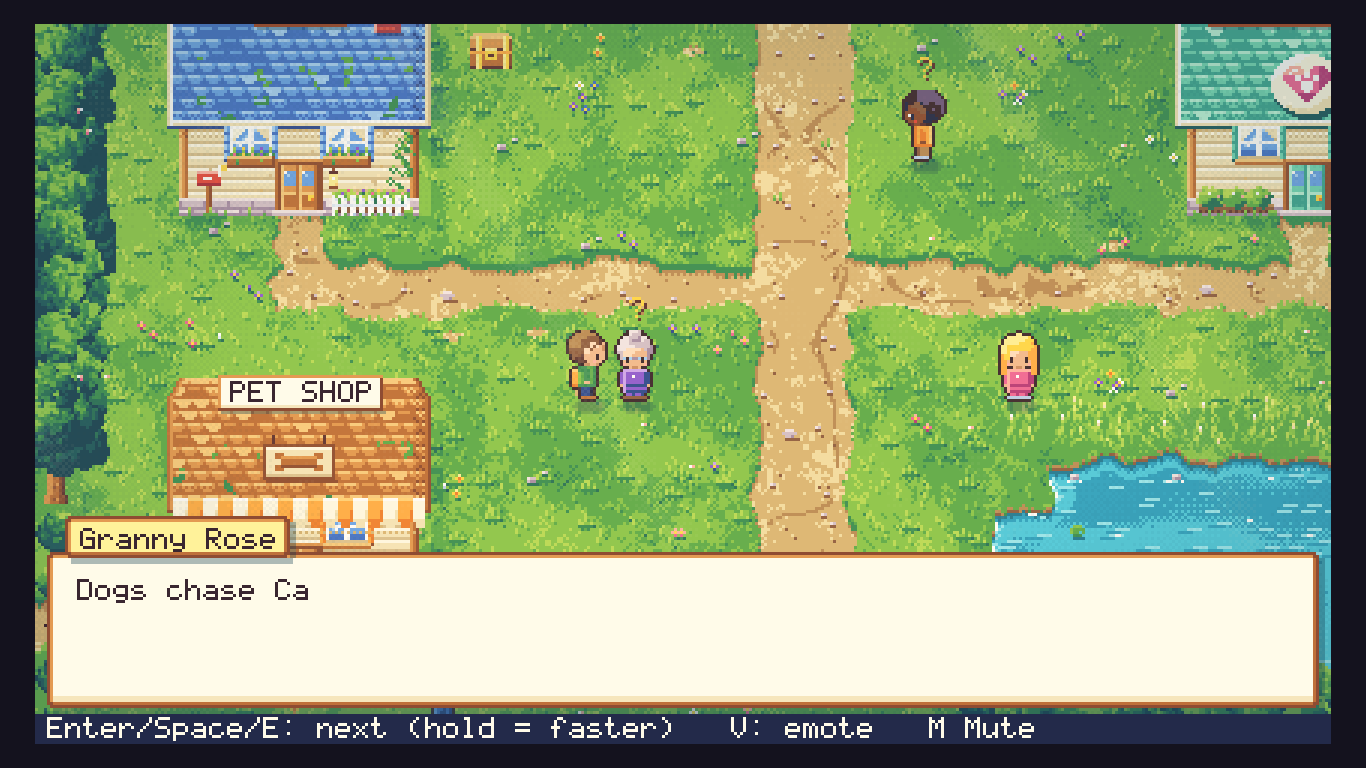 PET SHOP
Granny Rose
Dogs chase Ca
Enter/Space/E: next (hold = faster) V: emote M Mute